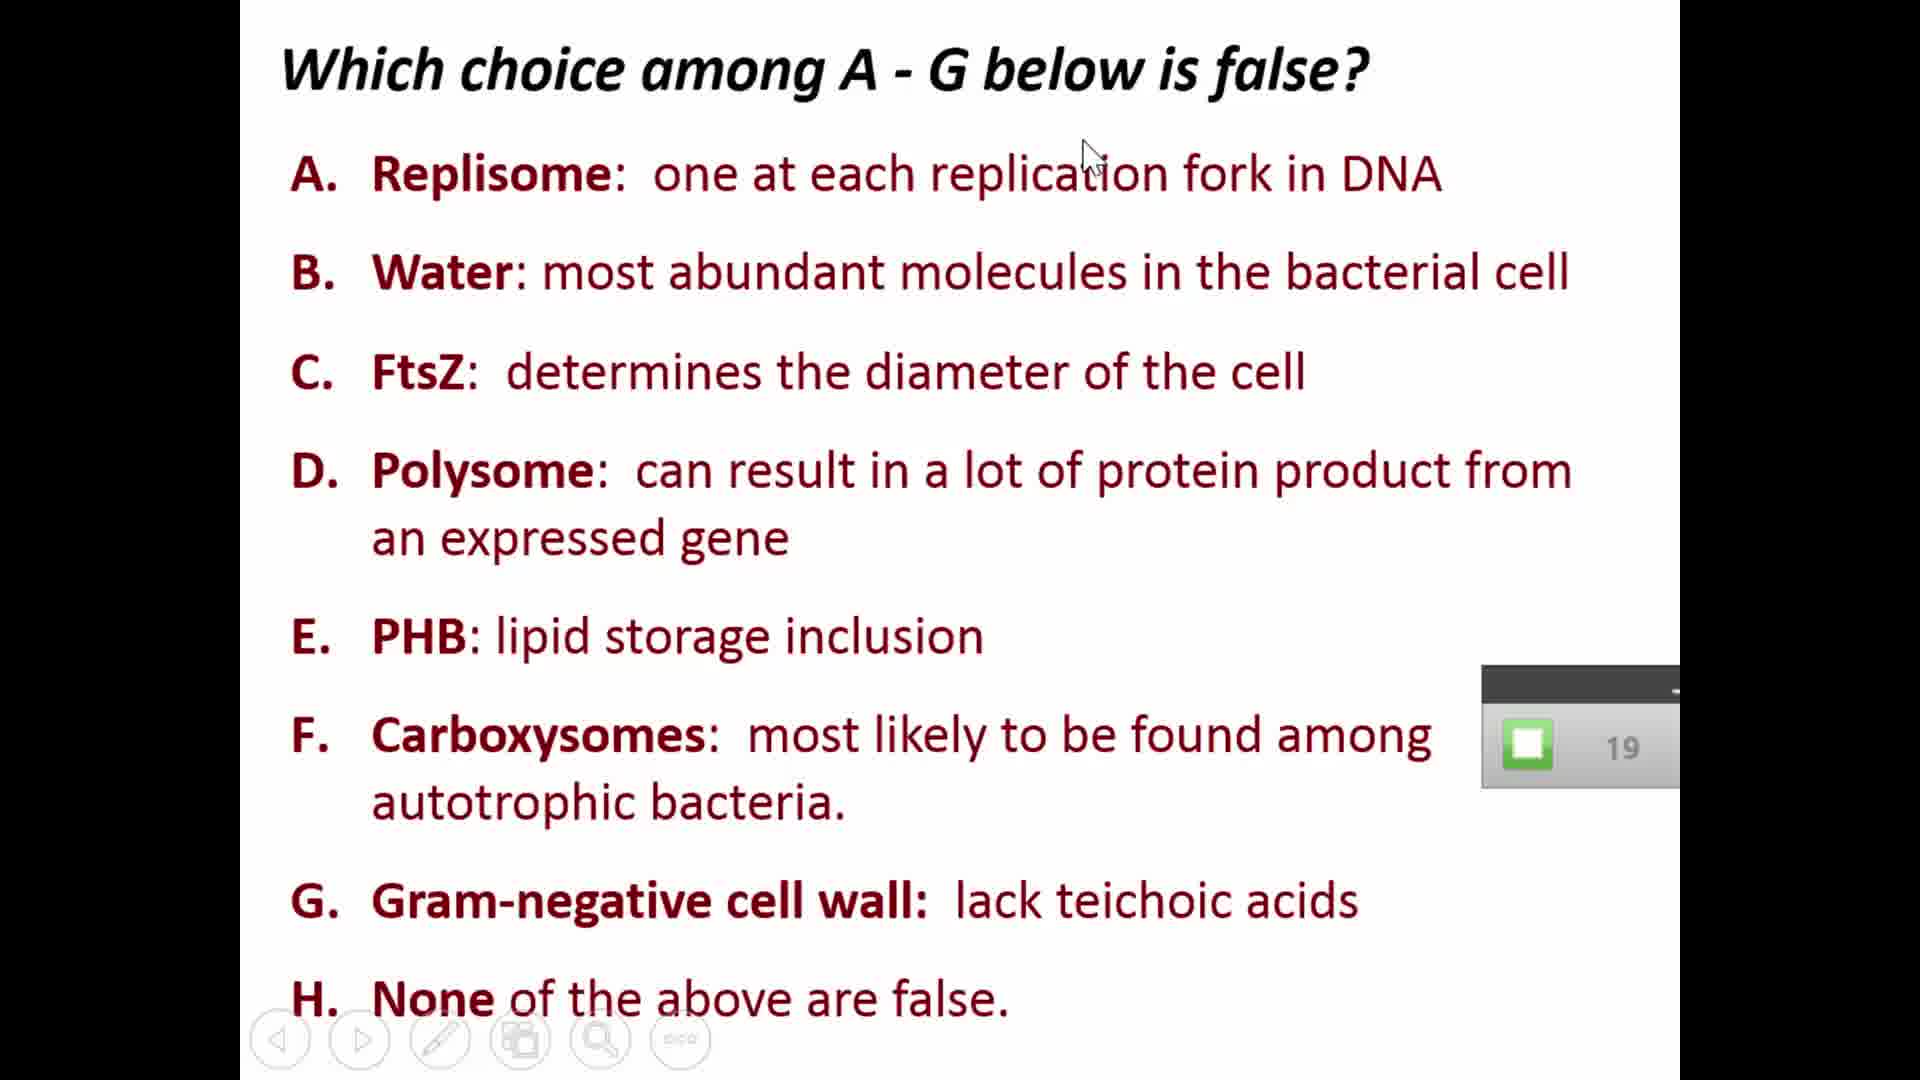 Which choice among A - G below is false?
A. Replisome: one at each replication fork in DNA
B. Water: most abundant molecules in the bacterial cell
C. FtsZ: determines the diameter of the cell
D. Polysome: can result in a lot of protein product from
an expressed gene
E. PHB: lipid storage inclusion
F. Carboxysomes: most likely to be found among
autotrophic bacteria.
19
G. Gram-negative cell wall: lack teichoic acids
H. None of the above are false.